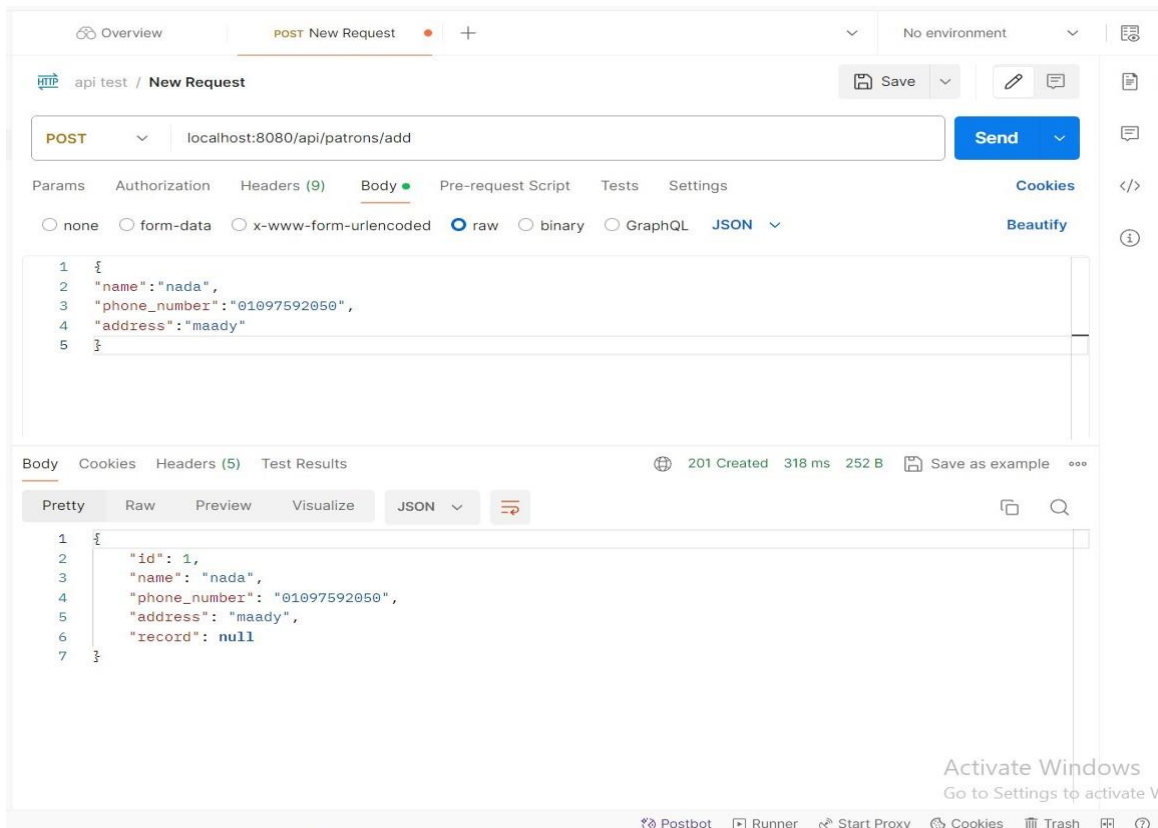 Overview POST New Request No environment
HTTP api test / New Request Save
POST localhost:8080/api/patrons/add Send
Params Authorization Headers (9) Body Pre-request Script Tests Settings Cookies
none form-data x-www-form-urlencoded raw binary GraphQL JSON Beautify
1 {
2 "name":"nada",
3 "phone_number":"01097592050",
4 "address":"maady"
5 }
Body Cookies Headers (5) Test Results 201 Created 318 ms 252 B Save as example
Pretty Raw Preview Visualize JSON
1 {
2 "id": 1,
3 "name": "nada",
4 "phone_number": "01097592050",
5 "address": "maady",
6 "record": null
7 }
Activate Windows
Go to Settings to activate W
Postbot Runner Start Proxy Cookies Trash